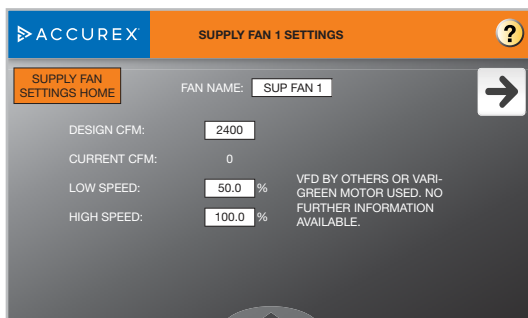 ACCUREX
SUPPLY FAN 1 SETTINGS
?
SUPPLY FAN
SETTINGS HOME
FAN NAME: SUP FAN 1
DESIGN CFM: 2400
CURRENT CFM: 0
LOW SPEED: 50.0 %
HIGH SPEED: 100.0 %
VFD BY OTHERS OR VARI-
GREEN MOTOR USED. NO
FURTHER INFORMATION
AVAILABLE.